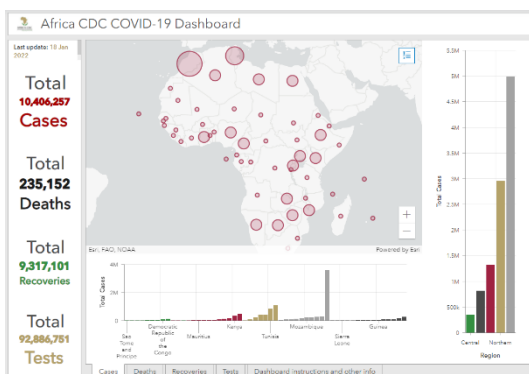 Africa CDC COVID-19 Dashboard
Last update: 18 Jan
2022
Total
10,406,257
Cases
Total
235,152
Deaths
Total
9,317,101
Recoveries
Total
92,886,751
Tests
+
−
Esri, FAO, NOAA
Powered by Esri
Total Cases
4M
2M
0
Sao
Tome
and
Principe
Democratic
Republic
of the
Congo
Mauritius
Kenya
Tunisia
Mozambique
Sierra
Leone
Guinea
Total Cases
5.5M
5M
4.5M
4M
3.5M
3M
2.5M
2M
1.5M
1M
500k
0
Central
Northern
Region
Cases
Deaths
Recoveries
Tests
Dashboard instructions and other info